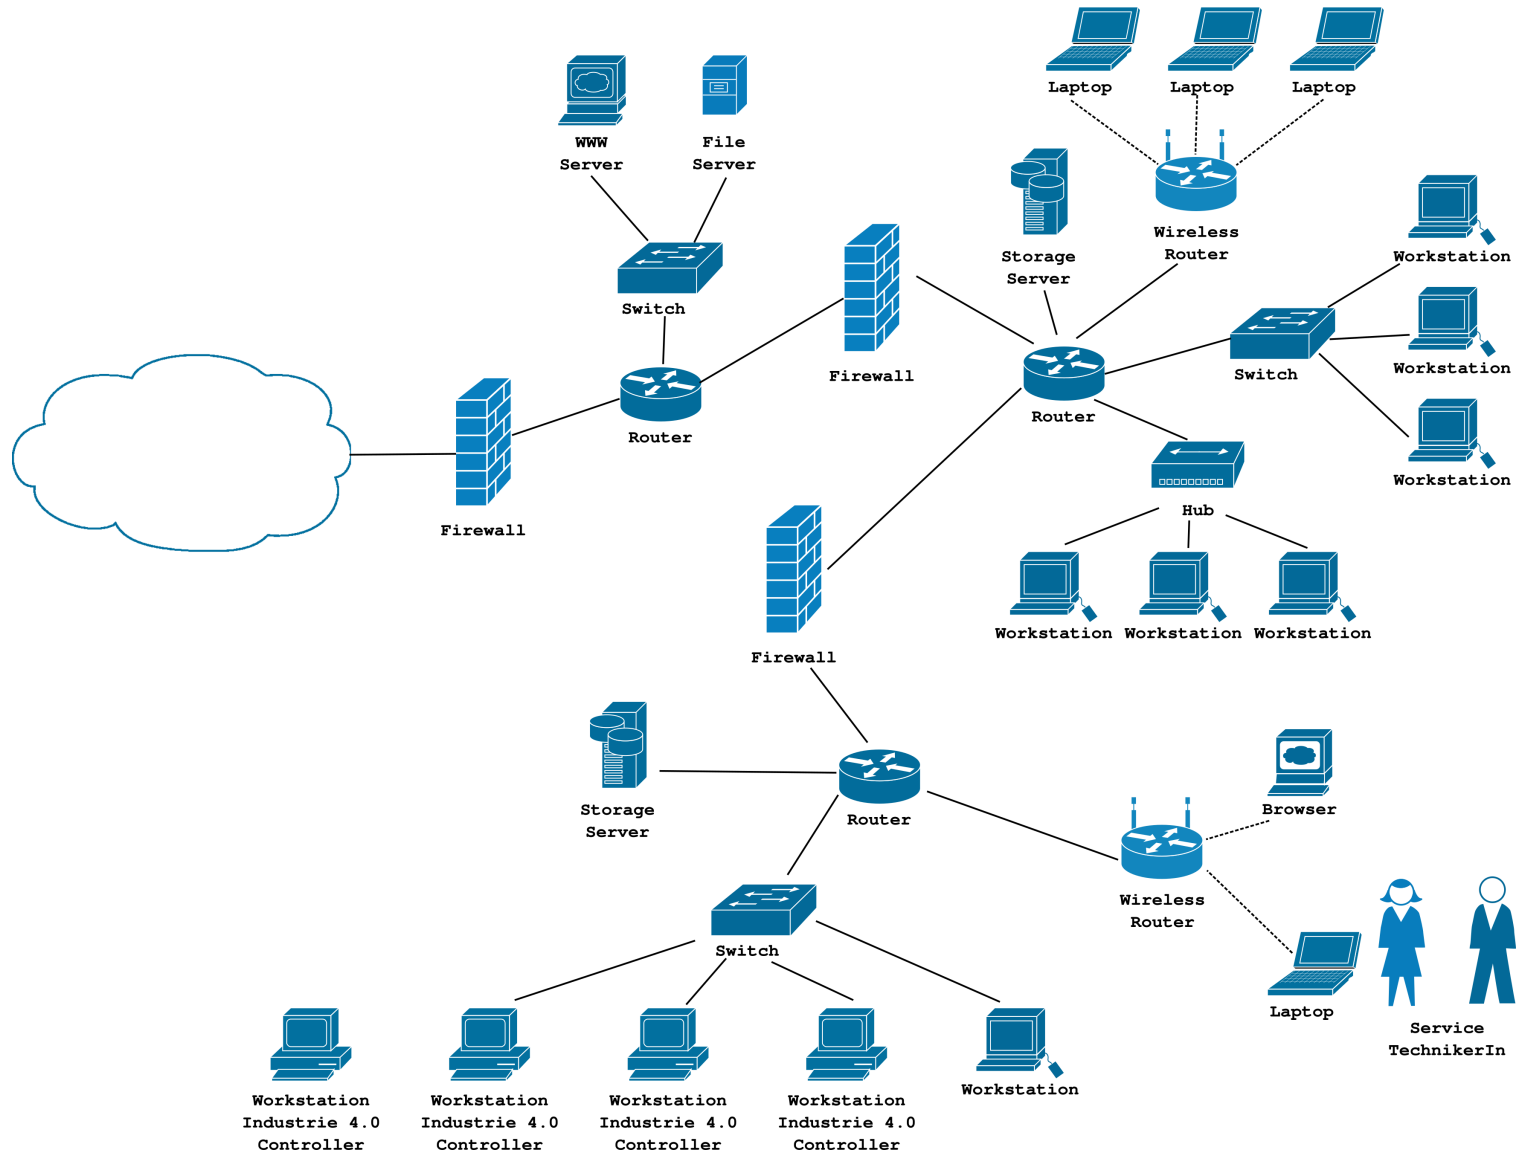 Laptop
Laptop
Laptop
WWW
Server
File
Server
Wireless
Router
Storage
Server
Workstation
Switch
Firewall
Workstation
Switch
Router
Router
Workstation
Firewall
Hub
Workstation
Workstation
Workstation
Firewall
Storage
Server
Router
Browser
Wireless
Router
Switch
Laptop
Service
TechnikerIn
Workstation
Workstation
Industrie 4.0
Controller
Workstation
Industrie 4.0
Controller
Workstation
Industrie 4.0
Controller
Workstation
Industrie 4.0
Controller